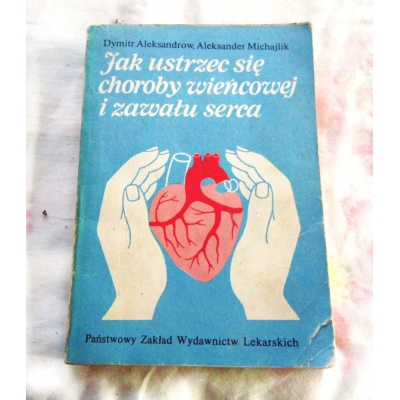 Dymitr Aleksandrow, Aleksander Michajlik
Jak ustrzec się
choroby wieńcowej
i zawału serca
Państwowy Zakład Wydawnictw Lekarskich